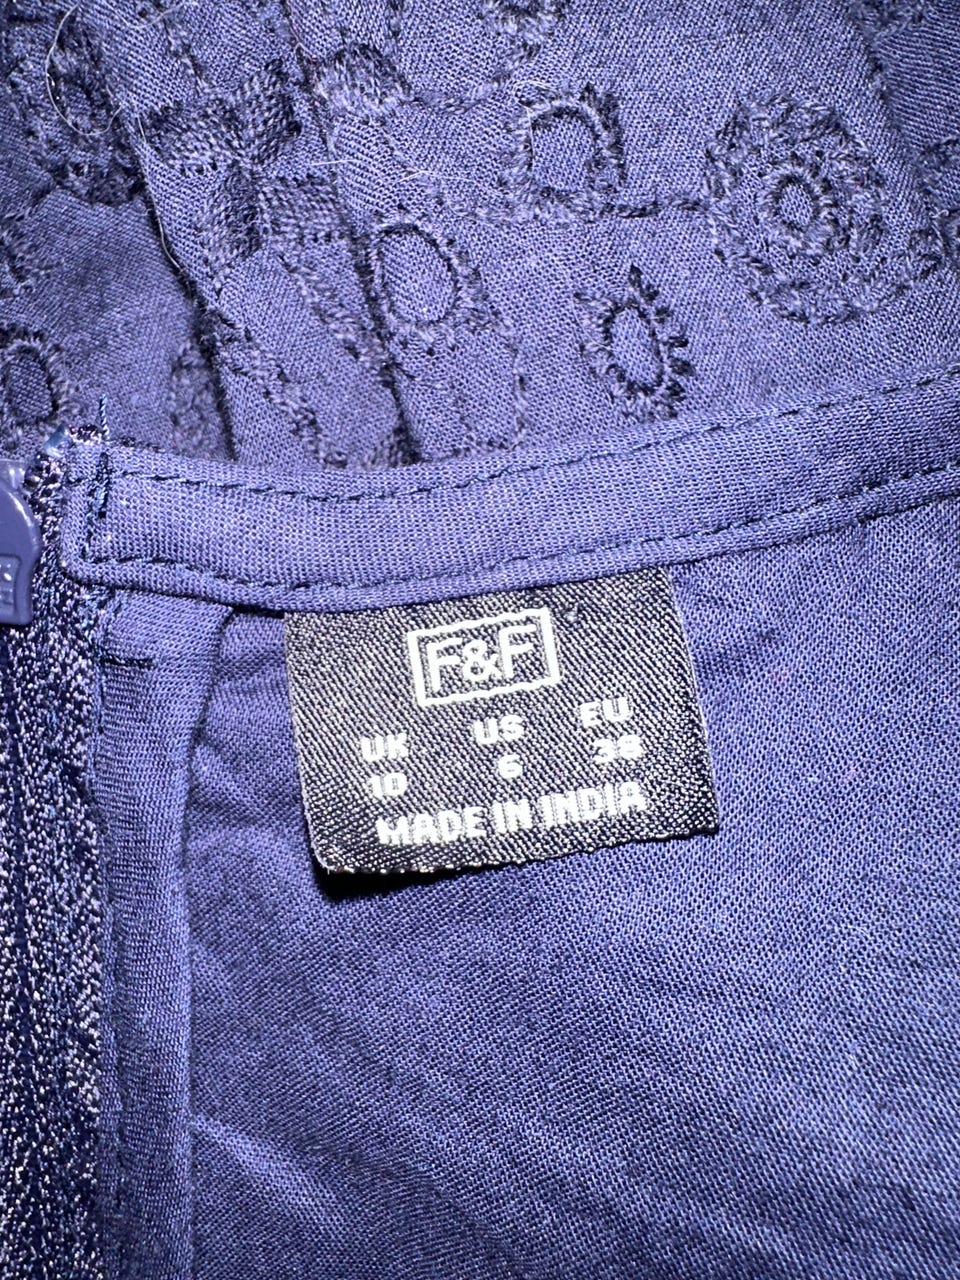 F&F
UK US EU
10 6 38
MADE IN INDIA